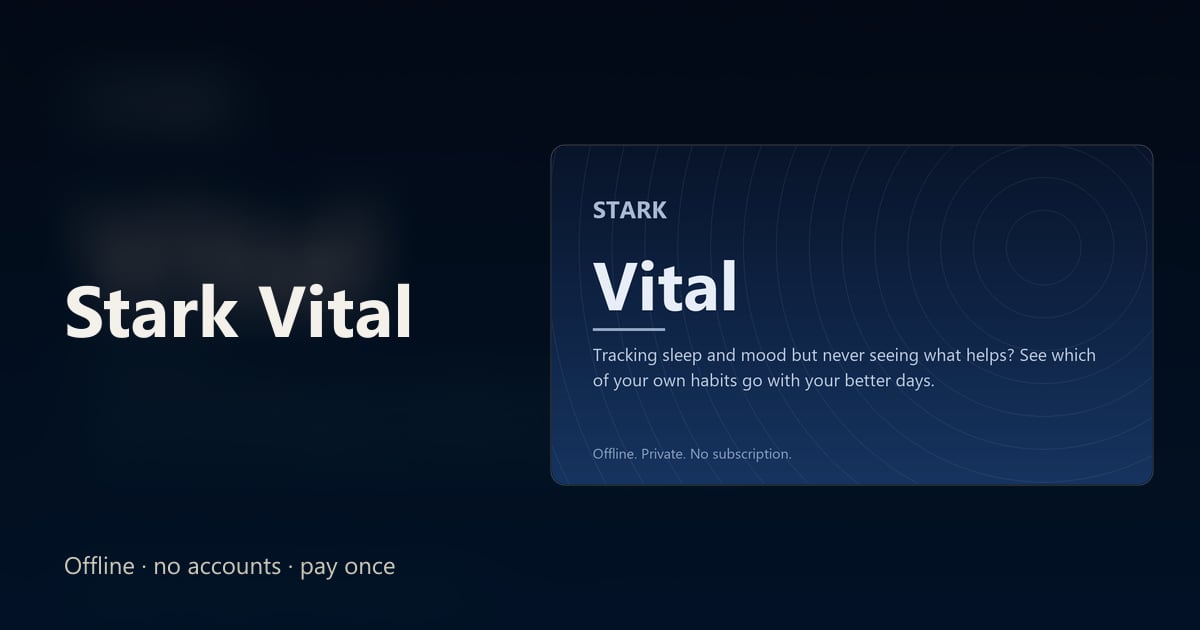 Stark Vital
Offline · no accounts · pay once
STARK
Vital
Tracking sleep and mood but never seeing what helps? See which
of your own habits go with your better days.
Offline. Private. No subscription.